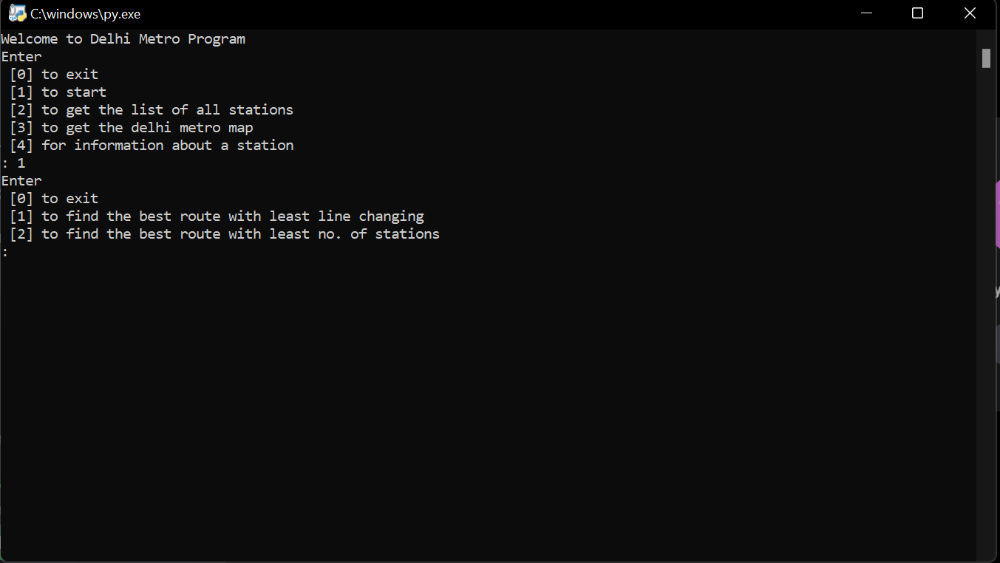 C:\windows\py.exe
Welcome to Delhi Metro Program
Enter
[0] to exit
[1] to start
[2] to get the list of all stations
[3] to get the delhi metro map
[4] for information about a station
: 1
Enter
[0] to exit
[1] to find the best route with least line changing
[2] to find the best route with least no. of stations
: